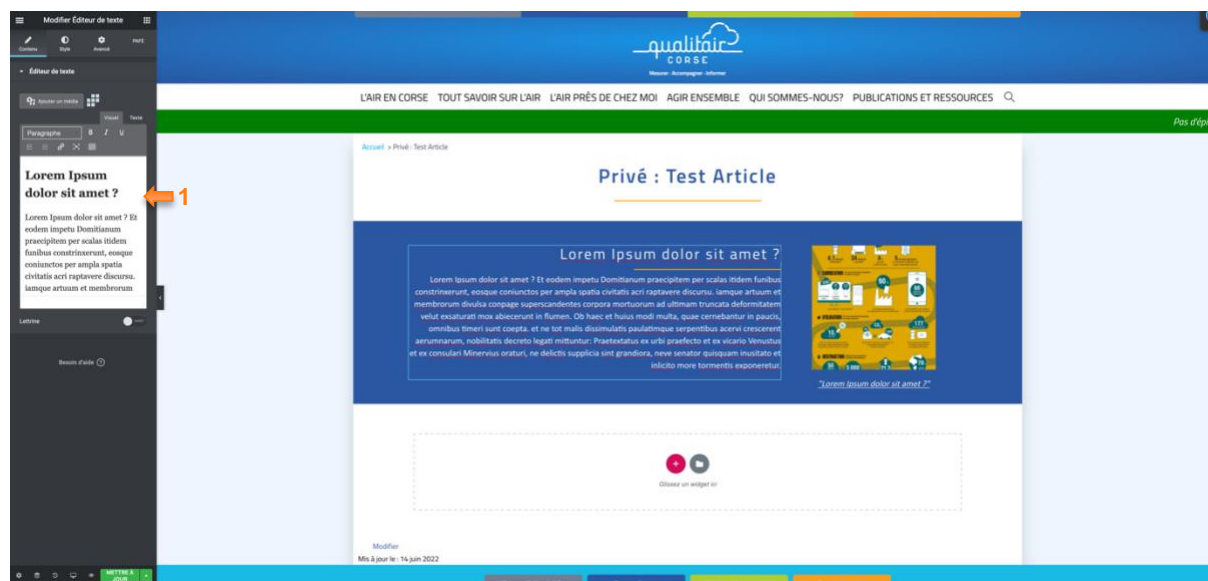 Modifier Éditeur de texte
Contenu Style Avancé
Éditeur de texte
Ajouter un média
Visuel Texte
Paragraphe B I U
Lorem Ipsum
dolor sit amet ?
Lorem Ipsum dolor sit amet ? Et
eodem impetu Domitianum
praecipitem per scalas itidem
funibus constrinxerunt, eosque
coniunctos per ampla spatia
civitatis acri raptavere discursu.
iamque artuum et membrorum
1
Lettrine
Besoin d'aide
METTRE À
JOUR
qualitair
CORSE
Mesurer · Accompagner · Informer
L'AIR EN CORSE TOUT SAVOIR SUR L'AIR L'AIR PRÈS DE CHEZ MOI AGIR ENSEMBLE QUI SOMMES-NOUS? PUBLICATIONS ET RESSOURCES
Pas d'épi
Accueil » Privé : Test Article
Privé : Test Article
Lorem Ipsum dolor sit amet ?
Lorem Ipsum dolor sit amet ? Et eodem impetu Domitianum praecipitem per scalas itidem funibus
constrinxerunt, eosque coniunctos per ampla spatia civitatis acri raptavere discursu. iamque artuum et
membrorum divulsa conpage superscandentes corpora mortuorum ad ultimam truncata deformitatem
velut exsaturati mox abiecerunt in flumen. Ob haec et huius modi multa, quae cernebantur in paucis,
omnibus timeri sunt coepta. et ne tot malis dissimulatis paulatimque serpentibus acervi crescerent
aerumnarum, nobilitatis decreto legati mittuntur: Praetextatus ex urbi praefecto et ex vicario Venustus
et ex consulari Minervius oraturi, ne delictis supplicia sint grandiora, neve senator quisquam inusitato et
inlicito more tormentis exponeretur.
"Lorem Ipsum dolor sit amet ?"
Glissez un widget ici
Modifier
Mis à jour le : 14 juin 2022